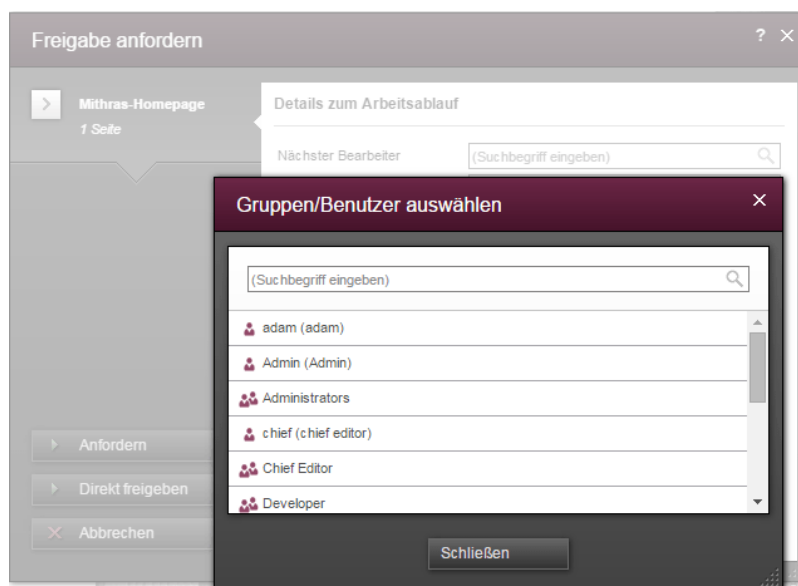 Freigabe anfordern
?
Mithras-Homepage
1 Seite
Details zum Arbeitsablauf
Nächster Bearbeiter
(Suchbegriff eingeben)
Gruppen/Benutzer auswählen
(Suchbegriff eingeben)
adam (adam)
Admin (Admin)
Administrators
chief (chief editor)
Chief Editor
Developer
Schließen
Anfordern
Direkt freigeben
Abbrechen